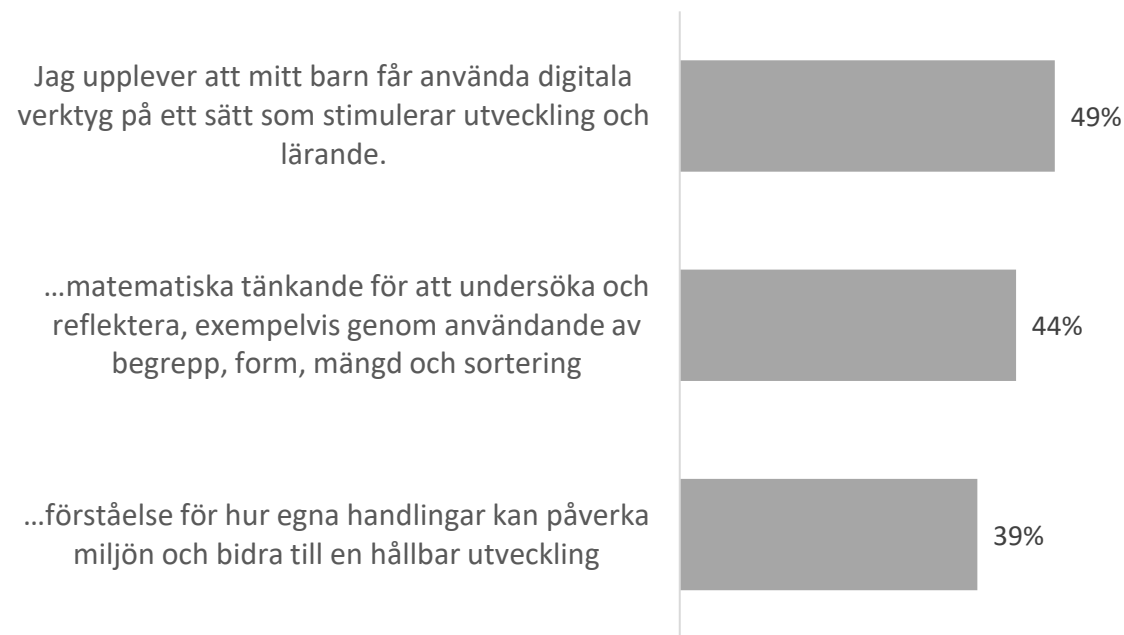 Jag upplever att mitt barn får använda digitala
verktyg på ett sätt som stimulerar utveckling och
lärande.
49%
…matematiska tänkande för att undersöka och
reflektera, exempelvis genom användande av
begrepp, form, mängd och sortering
44%
…förståelse för hur egna handlingar kan påverka
miljön och bidra till en hållbar utveckling
39%